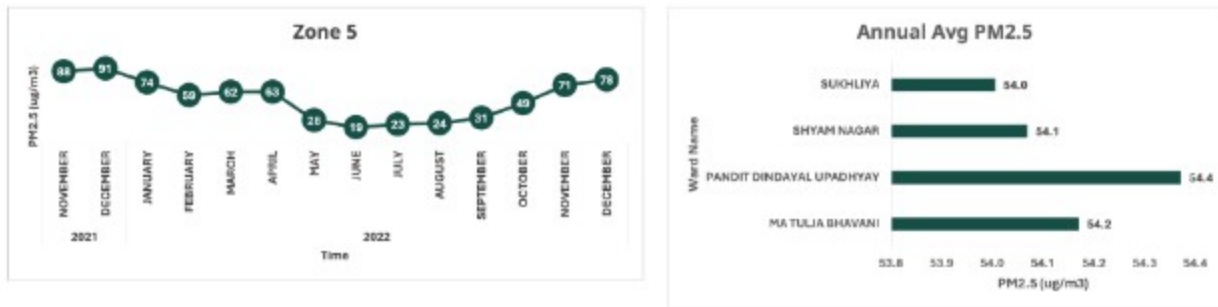 Zone 5
PM2.5 (ug/m3)
88
91
74
59
62
63
28
19
23
24
31
49
71
78
NOVEMBER
DECEMBER
JANUARY
FEBRUARY
MARCH
APRIL
MAY
JUNE
JULY
AUGUST
SEPTEMBER
OCTOBER
NOVEMBER
DECEMBER
2021
2022
Time
Annual Avg PM2.5
Ward Name
SUKHLIYA
54.0
SHYAM NAGAR
54.1
PANDIT DINDAYAL UPADHYAY
54.4
MA TULJA BHAVANI
54.2
53.8 53.9 54.0 54.1 54.2 54.3 54.4
PM2.5 (ug/m3)